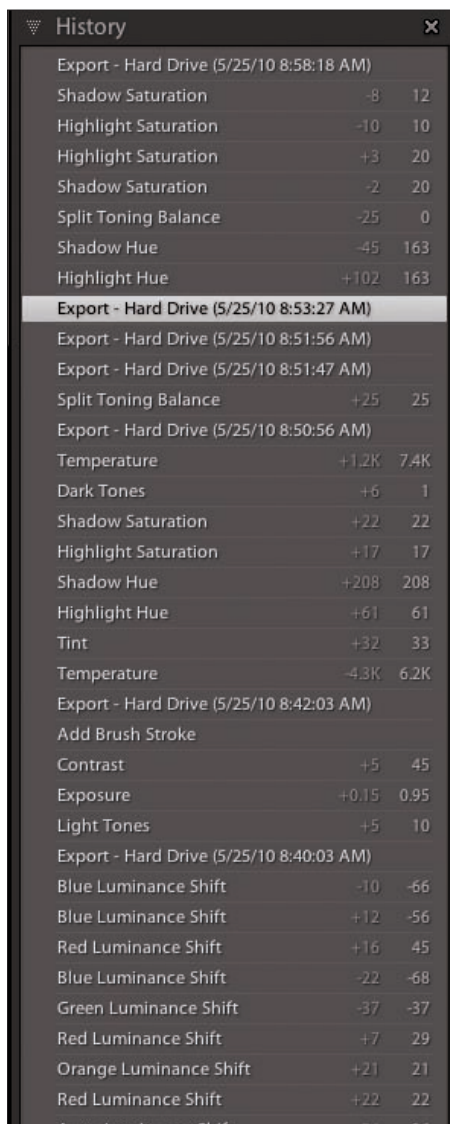 History
Export - Hard Drive (5/25/10 8:58:18 AM)
Shadow Saturation -8 12
Highlight Saturation -10 10
Highlight Saturation +3 20
Shadow Saturation -2 20
Split Toning Balance -25 0
Shadow Hue -45 163
Highlight Hue +102 163
Export - Hard Drive (5/25/10 8:53:27 AM)
Export - Hard Drive (5/25/10 8:51:56 AM)
Export - Hard Drive (5/25/10 8:51:47 AM)
Split Toning Balance +25 25
Export - Hard Drive (5/25/10 8:50:56 AM)
Temperature +1.2K 7.4K
Dark Tones +6 1
Shadow Saturation +22 22
Highlight Saturation +17 17
Shadow Hue +208 208
Highlight Hue +61 61
Tint +32 33
Temperature -4.3K 6.2K
Export - Hard Drive (5/25/10 8:42:03 AM)
Add Brush Stroke
Contrast +5 45
Exposure +0.15 0.95
Light Tones +5 10
Export - Hard Drive (5/25/10 8:40:03 AM)
Blue Luminance Shift -10 -66
Blue Luminance Shift +12 -56
Red Luminance Shift +16 45
Blue Luminance Shift -22 -68
Green Luminance Shift -37 -37
Red Luminance Shift +7 29
Orange Luminance Shift +21 21
Red Luminance Shift +22 22